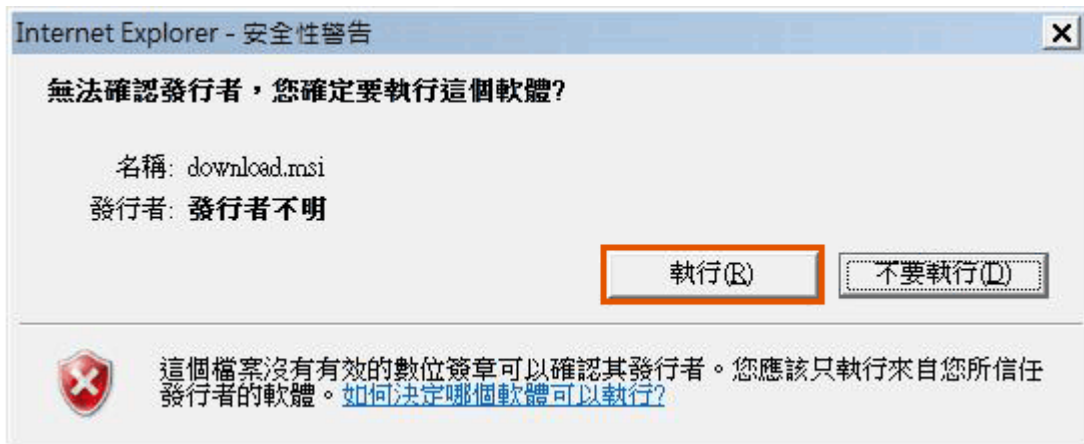 Internet Explorer - 安全性警告
無法確認發行者，您確定要執行這個軟體?
名稱: download.msi
發行者: 發行者不明
執行(R) 不要執行(D)
這個檔案沒有有效的數位簽章可以確認其發行者。您應該只執行來自您所信任
發行者的軟體。如何決定哪個軟體可以執行?